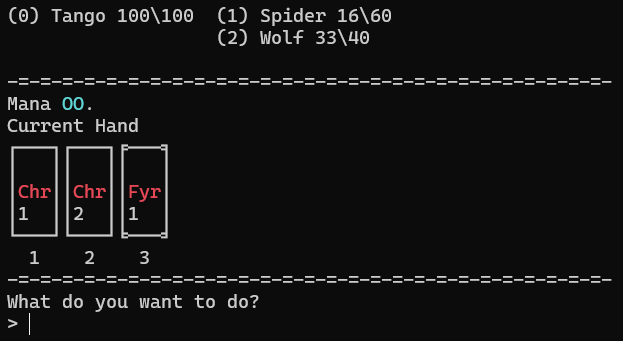 (0) Tango 100\100  (1) Spider 16\60
(2) Wolf 33\40
-=-=-=-=-=-=-=-=-=-=-=-=-=-=-=-=-=-=-=-=-=-=-=-=-=-=-=-
Mana OO.
Current Hand
Chr Chr Fyr
1 2 1
1 2 3
-=-=-=-=-=-=-=-=-=-=-=-=-=-=-=-=-=-=-=-=-=-=-=-=-=-=-=-
What do you want to do?
>